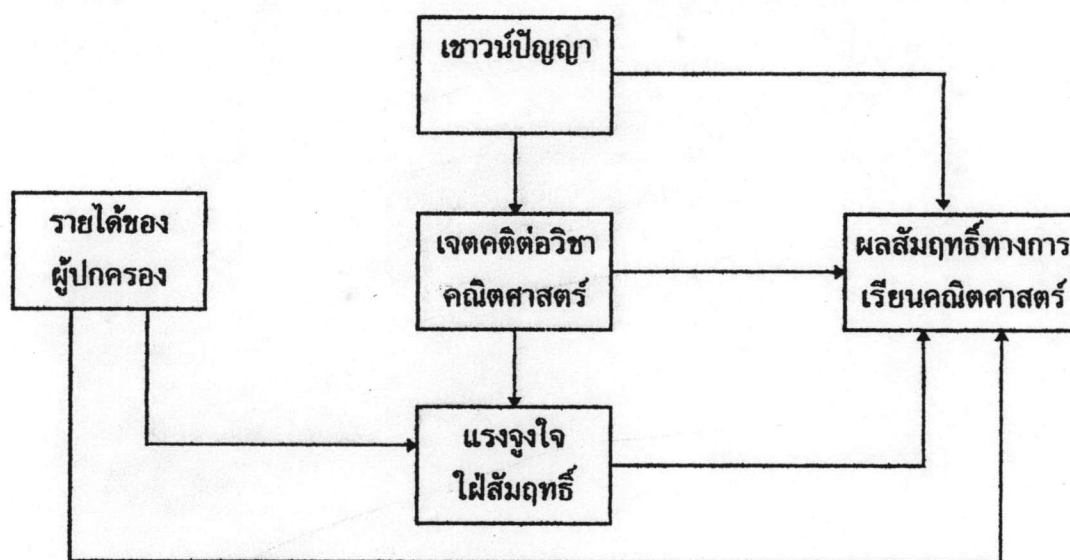 เชาวน์ปัญญา
รายได้ของ
ผู้ปกครอง
เจตคติต่อวิชา
คณิตศาสตร์
ผลสัมฤทธิ์ทางการ
เรียนคณิตศาสตร์
แรงจูงใจ
ใฝ่สัมฤทธิ์